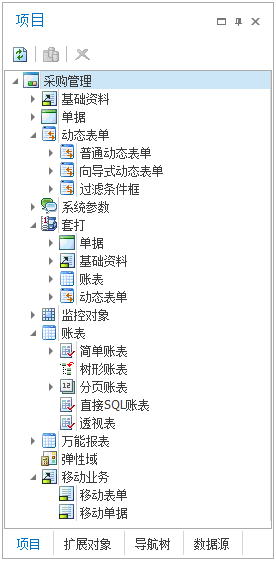 项目
采购管理
基础资料
单据
动态表单
普通动态表单
向导式动态表单
过滤条件框
系统参数
套打
单据
基础资料
账表
动态表单
监控对象
账表
简单账表
树形账表
分页账表
直接SQL账表
透视表
万能报表
弹性域
移动业务
移动表单
移动单据
项目 扩展对象 导航树 数据源